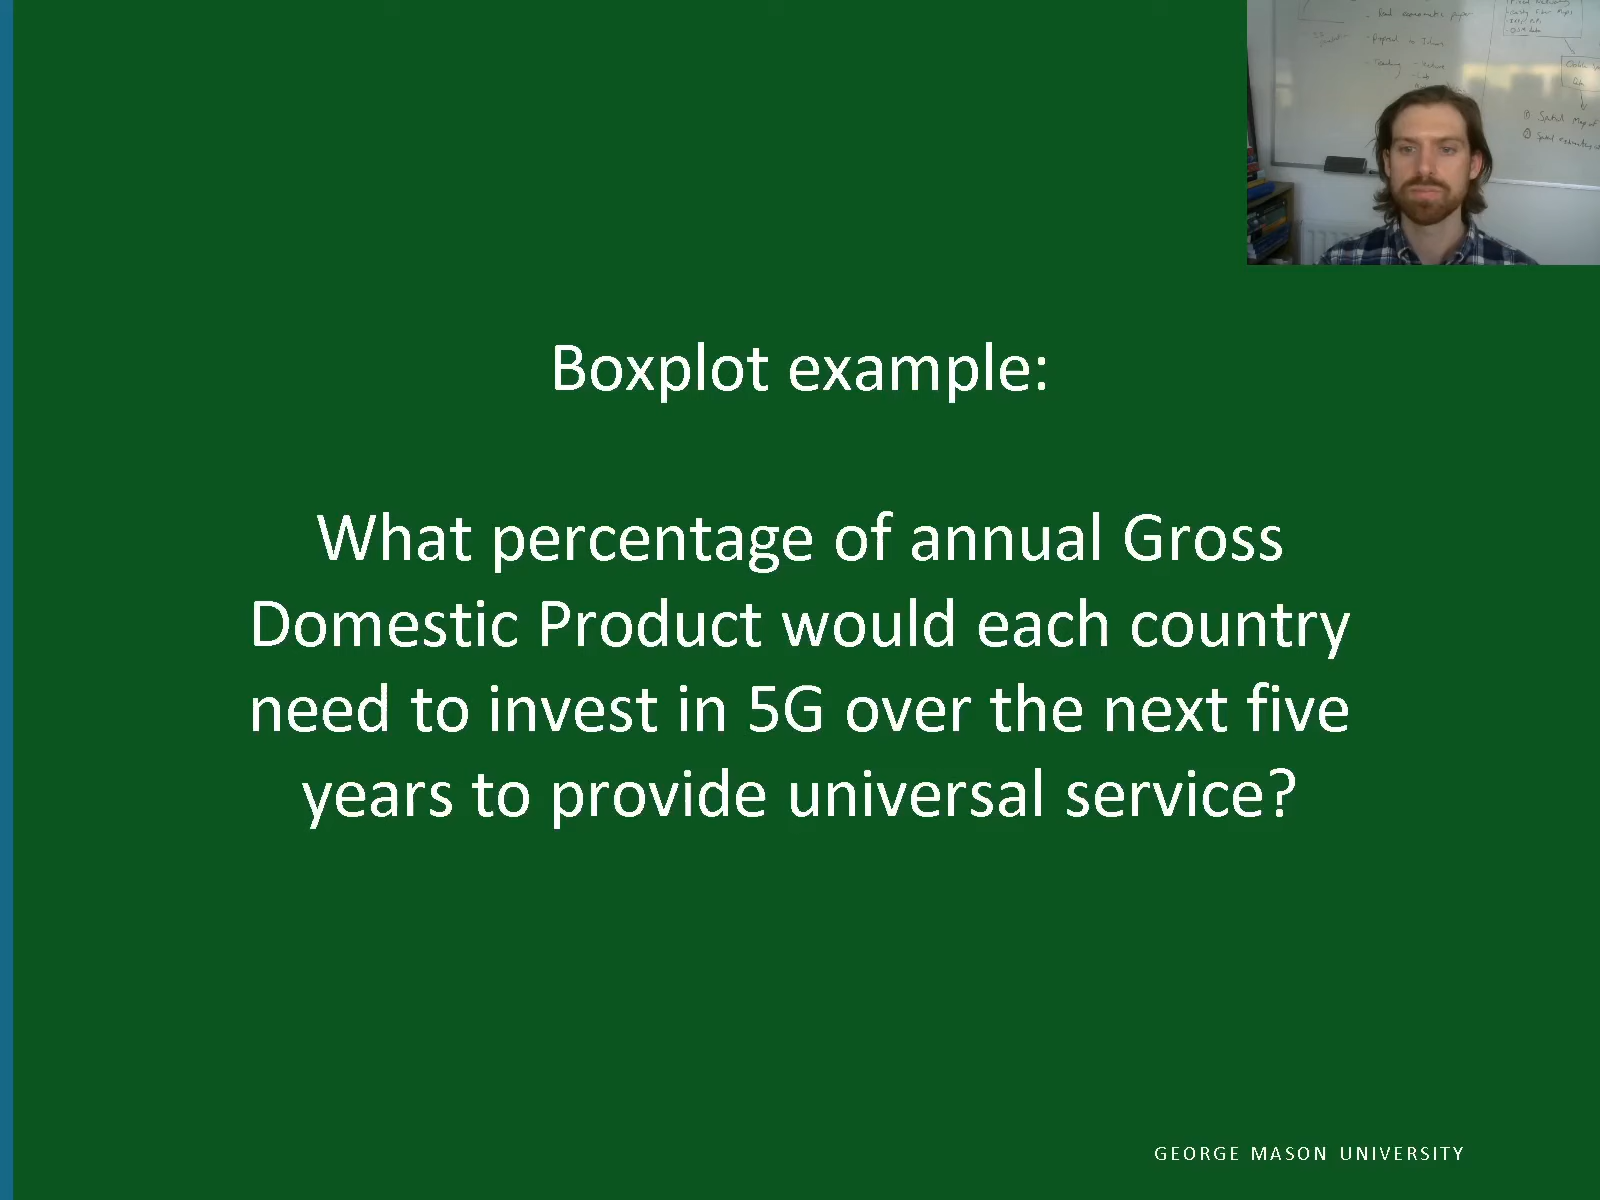 Boxplot example:
What percentage of annual Gross
Domestic Product would each country
need to invest in 5G over the next five
years to provide universal service?
GEORGE MASON UNIVERSITY